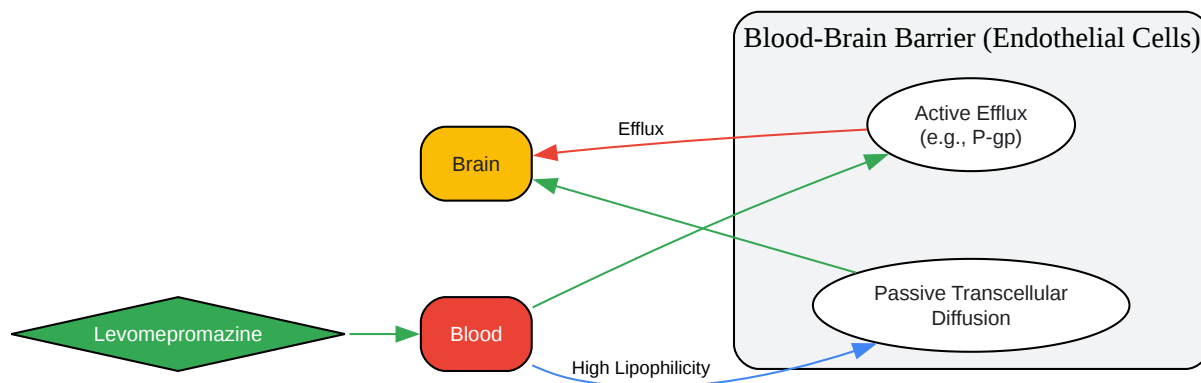 Blood-Brain Barrier (Endothelial Cells)
Active Efflux
(e.g., P-gp)
Efflux
Brain
Passive Transcellular
Diffusion
Levomepromazine
Blood
High Lipophilicity